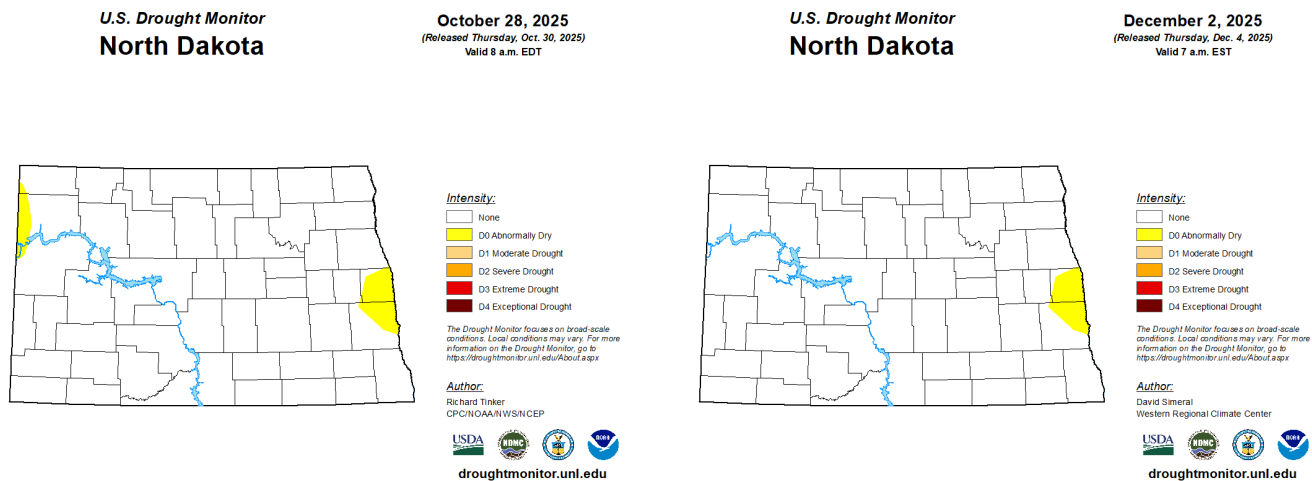 U.S. Drought Monitor
North Dakota
October 28, 2025
(Released Thursday, Oct. 30, 2025)
Valid 8 a.m. EDT
Intensity:
None
D0 Abnormally Dry
D1 Moderate Drought
D2 Severe Drought
D3 Extreme Drought
D4 Exceptional Drought
The Drought Monitor focuses on broad-scale
conditions. Local conditions may vary. For more
information on the Drought Monitor, go to
https://droughtmonitor.unl.edu/About.aspx
Author:
Richard Tinker
CPC/NOAA/NWS/NCEP
USDA
NDMC
NOAA
droughtmonitor.unl.edu
U.S. Drought Monitor
North Dakota
December 2, 2025
(Released Thursday, Dec. 4, 2025)
Valid 7 a.m. EST
Intensity:
None
D0 Abnormally Dry
D1 Moderate Drought
D2 Severe Drought
D3 Extreme Drought
D4 Exceptional Drought
The Drought Monitor focuses on broad-scale
conditions. Local conditions may vary. For more
information on the Drought Monitor, go to
https://droughtmonitor.unl.edu/About.aspx
Author:
David Simeral
Western Regional Climate Center
USDA
NDMC
NOAA
droughtmonitor.unl.edu